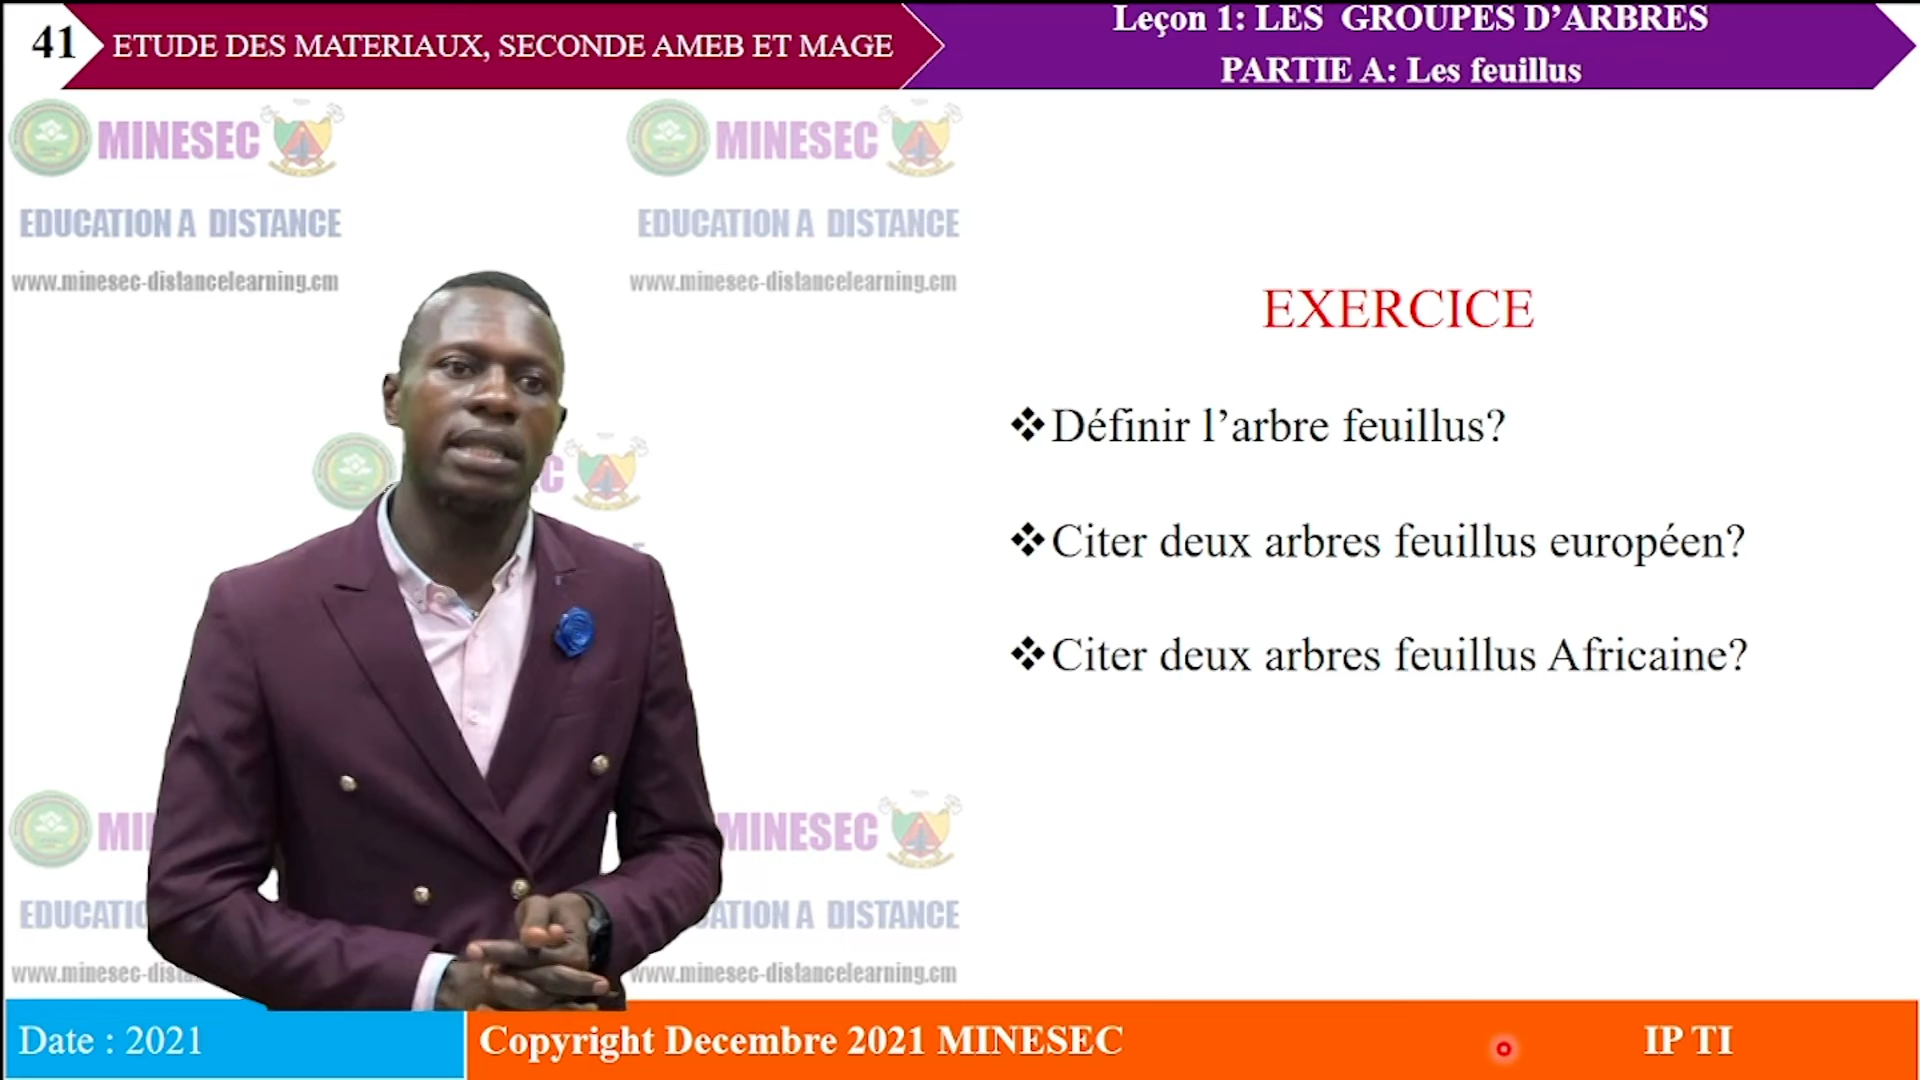 41
ETUDE DES MATERIAUX, SECONDE AMEB ET MAGE
Leçon 1: LES GROUPES D’ARBRES
PARTIE A: Les feuillus
MINESEC
MINESEC
EDUCATION A DISTANCE
EDUCATION A DISTANCE
www.minesec-distancelearning.cm
www.minesec-distancelearning.cm
EXERCICE
❖Définir l’arbre feuillus?
❖Citer deux arbres feuillus européen?
❖Citer deux arbres feuillus Africaine?
MINESEC
ATION A DISTANCE
www.minesec-distancelearning.cm
Date : 2021
Copyright Decembre 2021 MINESEC
IP TI